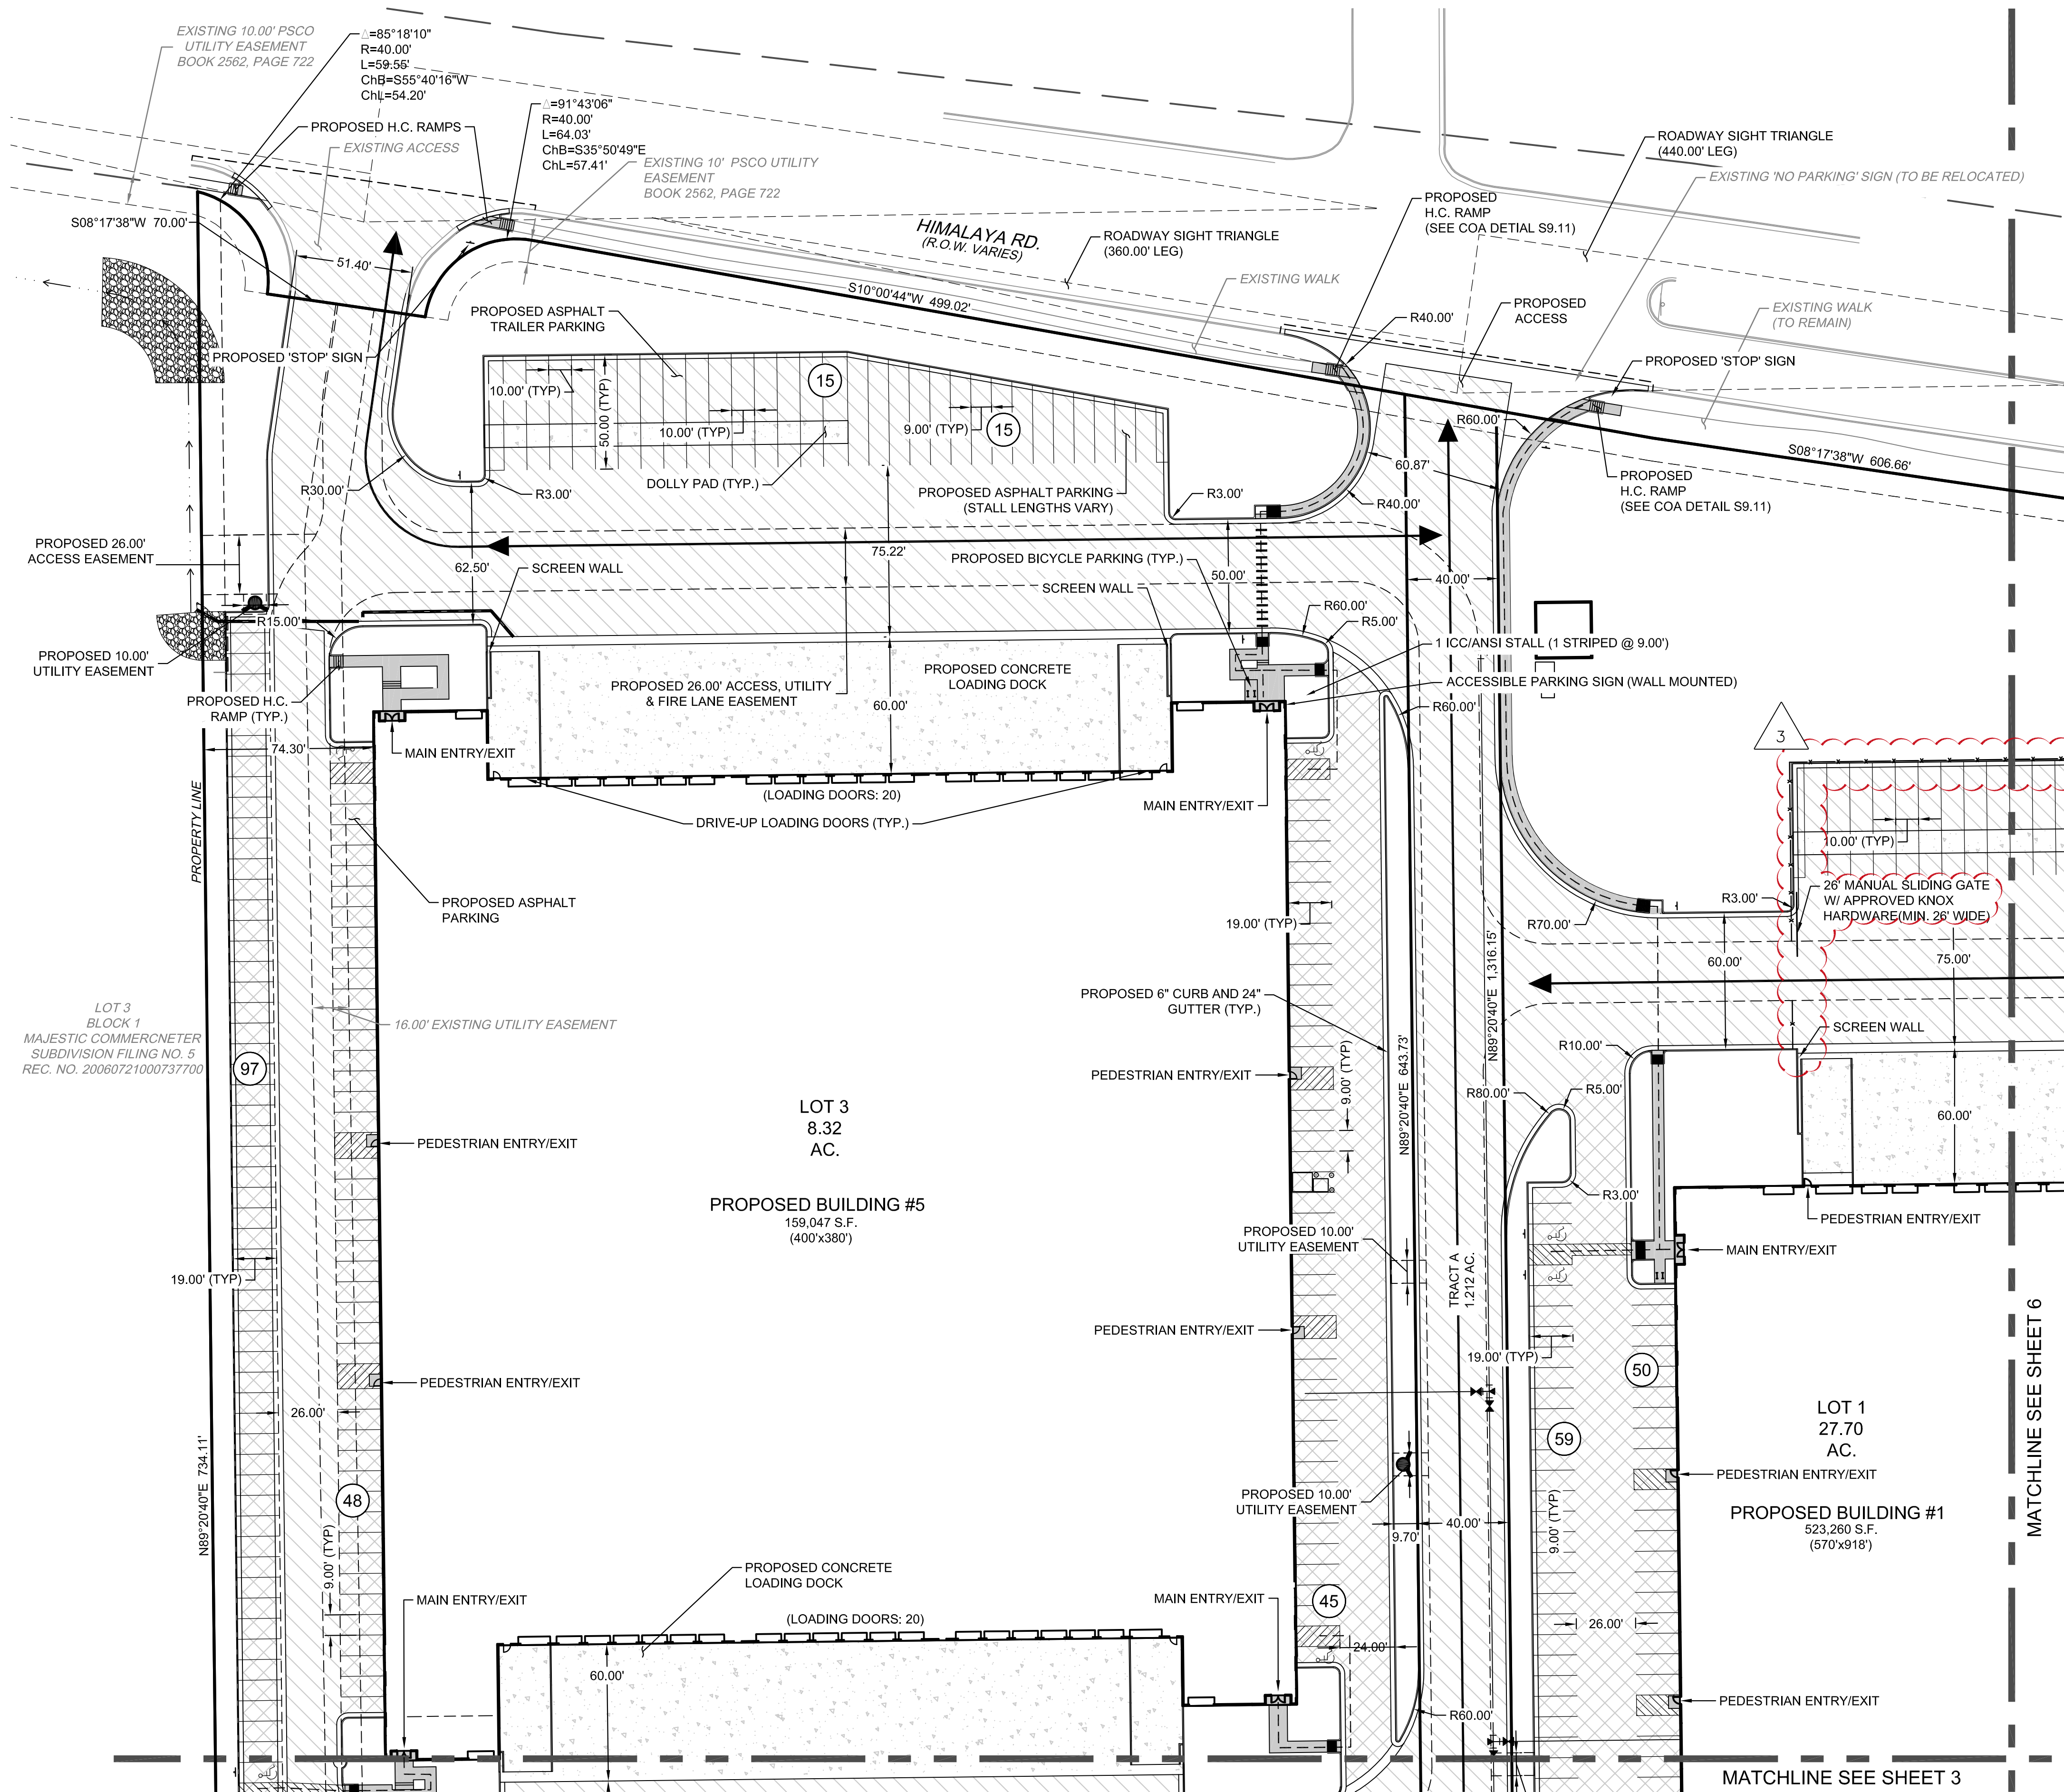 EXISTING 10.00' PSCO
UTILITY EASEMENT
BOOK 2562, PAGE 722
△=85°18'10"
R=40.00'
L=59.55'
ChB=S55°40'16"W
ChL=54.20'
△=91°43'06"
R=40.00'
L=64.03'
ChB=S35°50'49"E
ChL=57.41'
PROPOSED H.C. RAMPS
EXISTING ACCESS
EXISTING 10' PSCO UTILITY
EASEMENT
BOOK 2562, PAGE 722
ROADWAY SIGHT TRIANGLE
(440.00' LEG)
EXISTING 'NO PARKING' SIGN (TO BE RELOCATED)
PROPOSED
H.C. RAMP
(SEE COA DETIAL S9.11)
S08°17'38"W 70.00'
HIMALAYA RD.
(R.O.W. VARIES)
ROADWAY SIGHT TRIANGLE
(360.00' LEG)
51.40'
EXISTING WALK
S10°00'44"W 499.02'
PROPOSED
ACCESS
EXISTING WALK
(TO REMAIN)
PROPOSED ASPHALT
TRAILER PARKING
R40.00'
PROPOSED 'STOP' SIGN
PROPOSED 'STOP' SIGN
10.00' (TYP)
50.00 (TYP)
15
10.00' (TYP)
9.00' (TYP)
15
R60.00'
60.87'
S08°17'38"W 606.66'
PROPOSED
H.C. RAMP
(SEE COA DETAIL S9.11)
R30.00'
R3.00'
DOLLY PAD (TYP.)
PROPOSED ASPHALT PARKING
(STALL LENGTHS VARY)
R3.00'
R40.00'
PROPOSED 26.00'
ACCESS EASEMENT
62.50'
75.22'
SCREEN WALL
PROPOSED BICYCLE PARKING (TYP.)
50.00'
40.00'
SCREEN WALL
R15.00'
R60.00'
R5.00'
1 ICC/ANSI STALL (1 STRIPED @ 9.00')
PROPOSED 10.00'
UTILITY EASEMENT
PROPOSED CONCRETE
LOADING DOCK
PROPOSED 26.00' ACCESS, UTILITY
& FIRE LANE EASEMENT
ACCESSIBLE PARKING SIGN (WALL MOUNTED)
PROPOSED H.C.
RAMP (TYP.)
60.00'
R60.00'
74.30'
MAIN ENTRY/EXIT
3
(LOADING DOORS: 20)
MAIN ENTRY/EXIT
DRIVE-UP LOADING DOORS (TYP.)
PROPERTY LINE
10.00' (TYP)
PROPOSED ASPHALT
PARKING
19.00' (TYP)
R3.00'
26' MANUAL SLIDING GATE
W/ APPROVED KNOX
HARDWARE(MIN. 26' WIDE)
R70.00'
N89°20'40"E 1,316.15'
60.00'
75.00'
PROPOSED 6" CURB AND 24"
GUTTER (TYP.)
LOT 3
BLOCK 1
MAJESTIC COMMERCNETER
SUBDIVISION FILING NO. 5
REC. NO. 20060721000737700
16.00' EXISTING UTILITY EASEMENT
SCREEN WALL
R10.00'
97
PEDESTRIAN ENTRY/EXIT
9.00' (TYP)
N89°20'40"E 643.73'
R80.00'
R5.00'
LOT 3
8.32
AC.
60.00'
PEDESTRIAN ENTRY/EXIT
PROPOSED BUILDING #5
159,047 S.F.
(400'x380')
R3.00'
PEDESTRIAN ENTRY/EXIT
PROPOSED 10.00'
UTILITY EASEMENT
TRACT A
1.212 AC.
MAIN ENTRY/EXIT
19.00' (TYP)
PEDESTRIAN ENTRY/EXIT
19.00' (TYP)
50
PEDESTRIAN ENTRY/EXIT
26.00'
LOT 1
27.70
AC.
59
PEDESTRIAN ENTRY/EXIT
MATCHLINE SEE SHEET 6
N89°20'40"E 734.11'
48
PROPOSED 10.00'
UTILITY EASEMENT
PROPOSED BUILDING #1
523,260 S.F.
(570'x918')
9.70'
40.00'
9.00' (TYP)
9.00' (TYP)
PROPOSED CONCRETE
LOADING DOCK
MAIN ENTRY/EXIT
MAIN ENTRY/EXIT
45
(LOADING DOORS: 20)
26.00'
24.00'
60.00'
PEDESTRIAN ENTRY/EXIT
R60.00'
MATCHLINE SEE SHEET 3